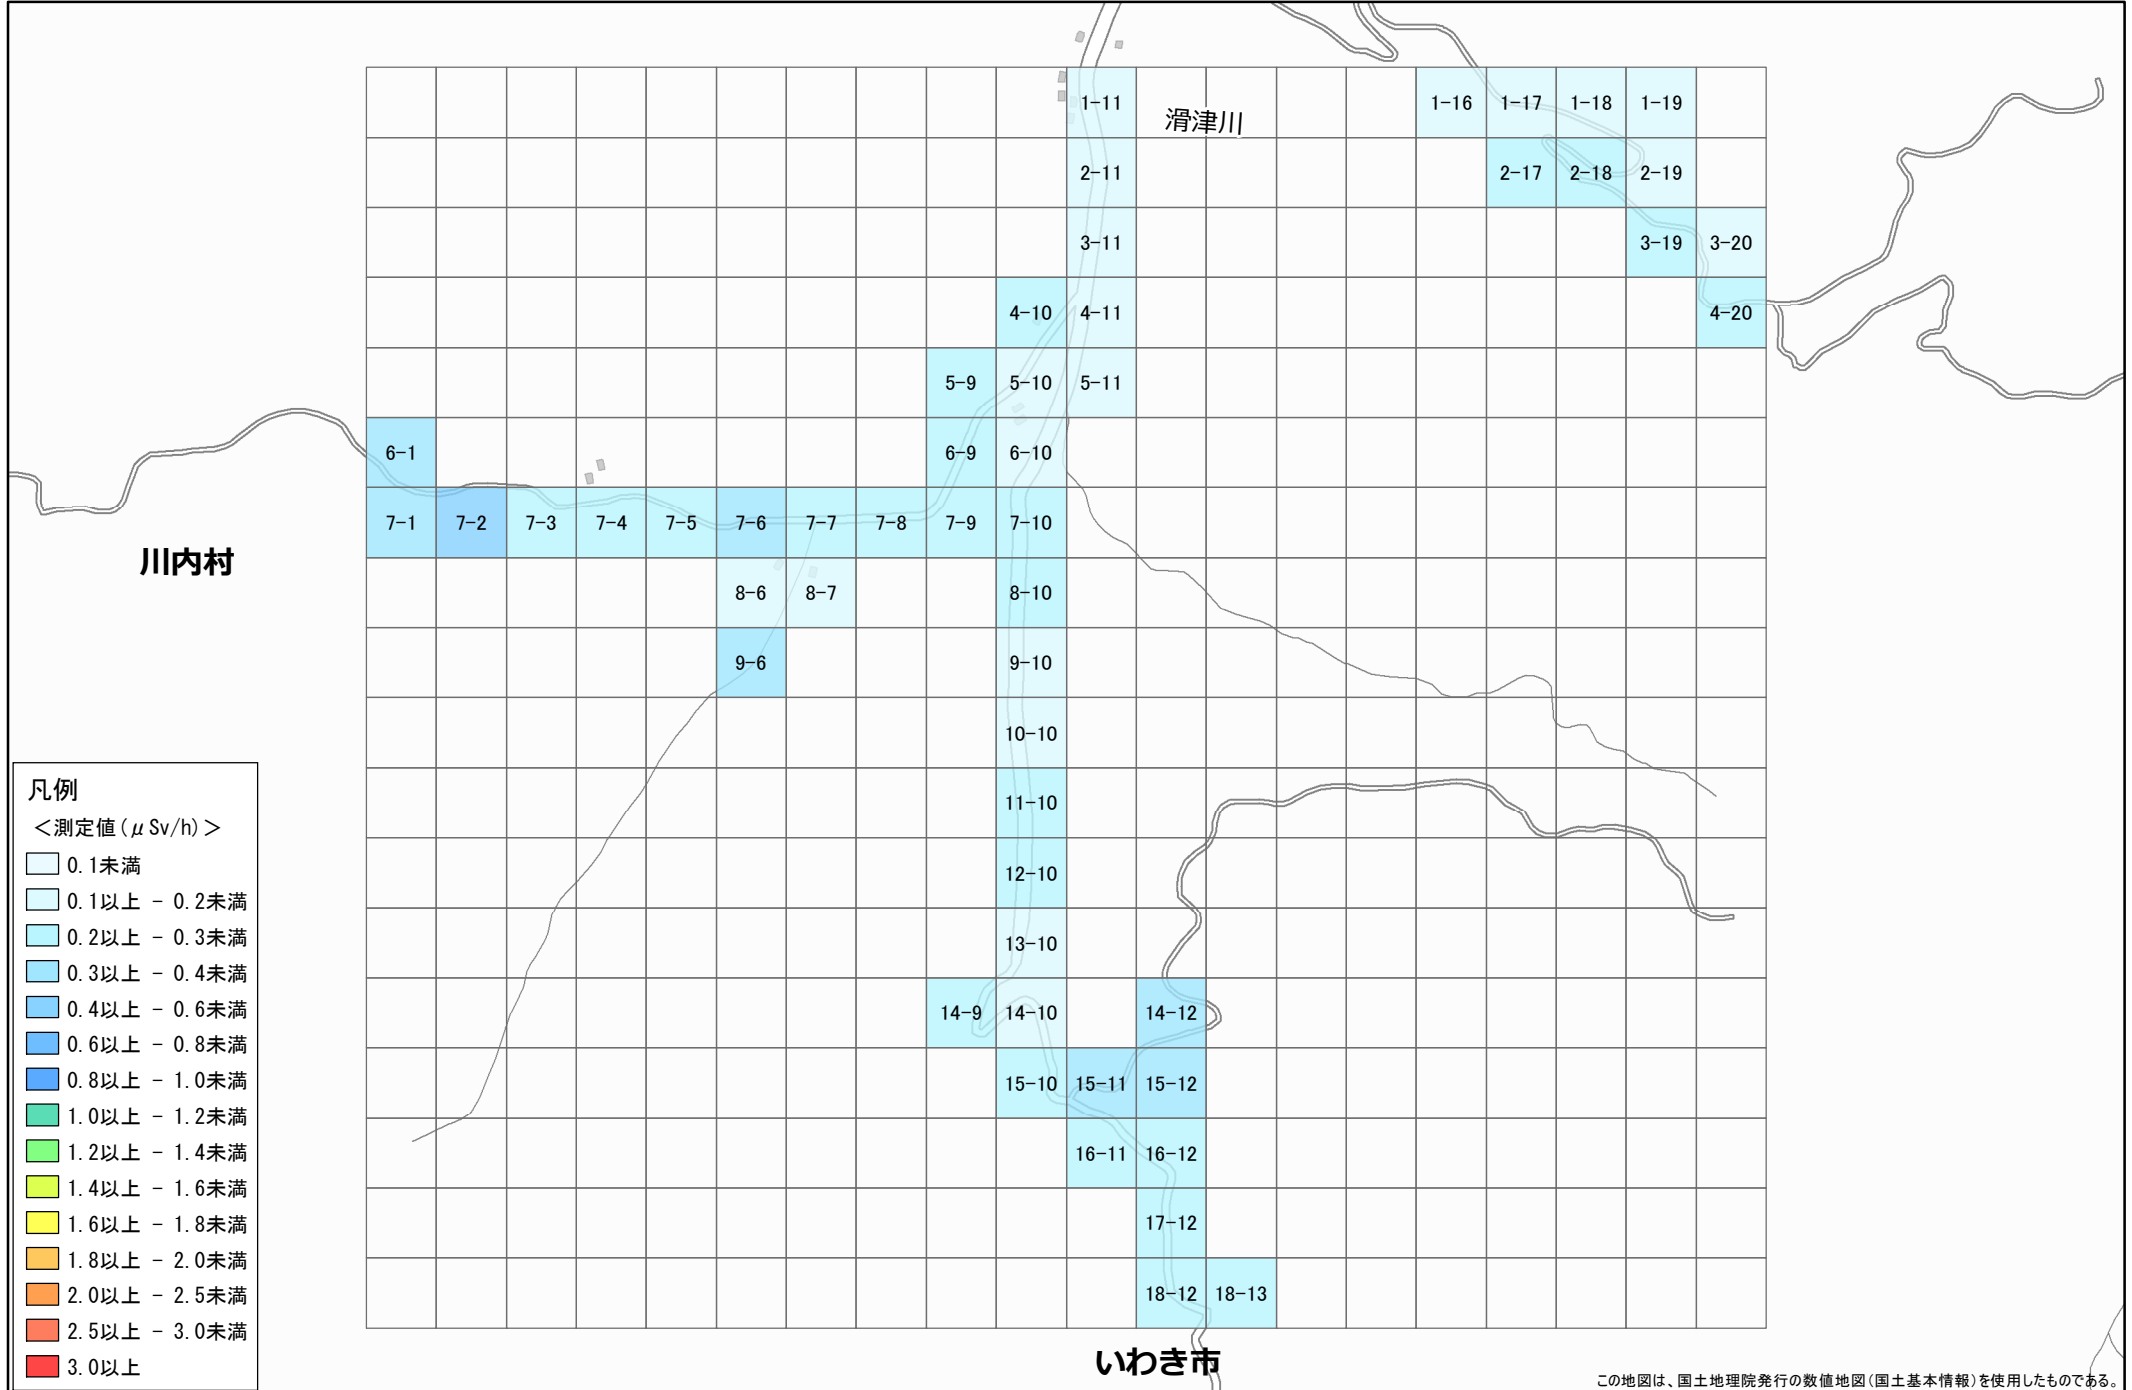 1-11
滑津川
1-16 1-17 1-18 1-19
2-11 2-17 2-18 2-19
3-11 3-19 3-20
4-10 4-11 4-20
5-9 5-10 5-11
6-1 6-9 6-10
7-1 7-2 7-3 7-4 7-5 7-6 7-7 7-8 7-9 7-10
川内村
8-6 8-7 8-10
9-6 9-10
10-10
11-10
12-10
13-10
14-9 14-10 14-12
15-10 15-11 15-12
16-11 16-12
17-12
18-12 18-13
凡例
<測定値(μSv/h)>
0.1未満
0.1以上 - 0.2未満
0.2以上 - 0.3未満
0.3以上 - 0.4未満
0.4以上 - 0.6未満
0.6以上 - 0.8未満
0.8以上 - 1.0未満
1.0以上 - 1.2未満
1.2以上 - 1.4未満
1.4以上 - 1.6未満
1.6以上 - 1.8未満
1.8以上 - 2.0未満
2.0以上 - 2.5未満
2.5以上 - 3.0未満
3.0以上
いわき市
この地図は、国土地理院発行の数値地図(国土基本情報)を使用したものである。